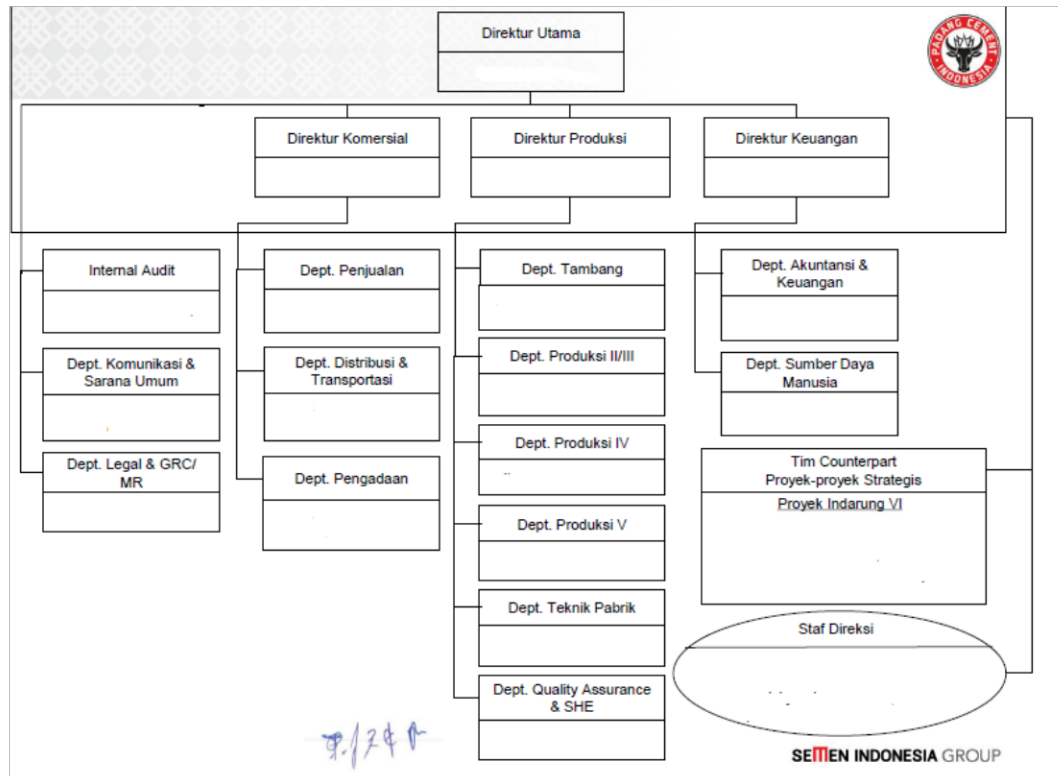 Direktur Utama
PADANG CEMENT
INDONESIA
Direktur Komersial
Direktur Produksi
Direktur Keuangan
Internal Audit
Dept. Komunikasi &
Sarana Umum
Dept. Legal & GRC/
MR
Dept. Penjualan
Dept. Distribusi &
Transportasi
Dept. Pengadaan
Dept. Tambang
Dept. Produksi II/III
Dept. Produksi IV
Dept. Produksi V
Dept. Teknik Pabrik
Dept. Quality Assurance
& SHE
Dept. Akuntansi &
Keuangan
Dept. Sumber Daya
Manusia
Tim Counterpart
Proyek-proyek Strategis
Proyek Indarung VI
Staf Direksi
SEMEN INDONESIA GROUP